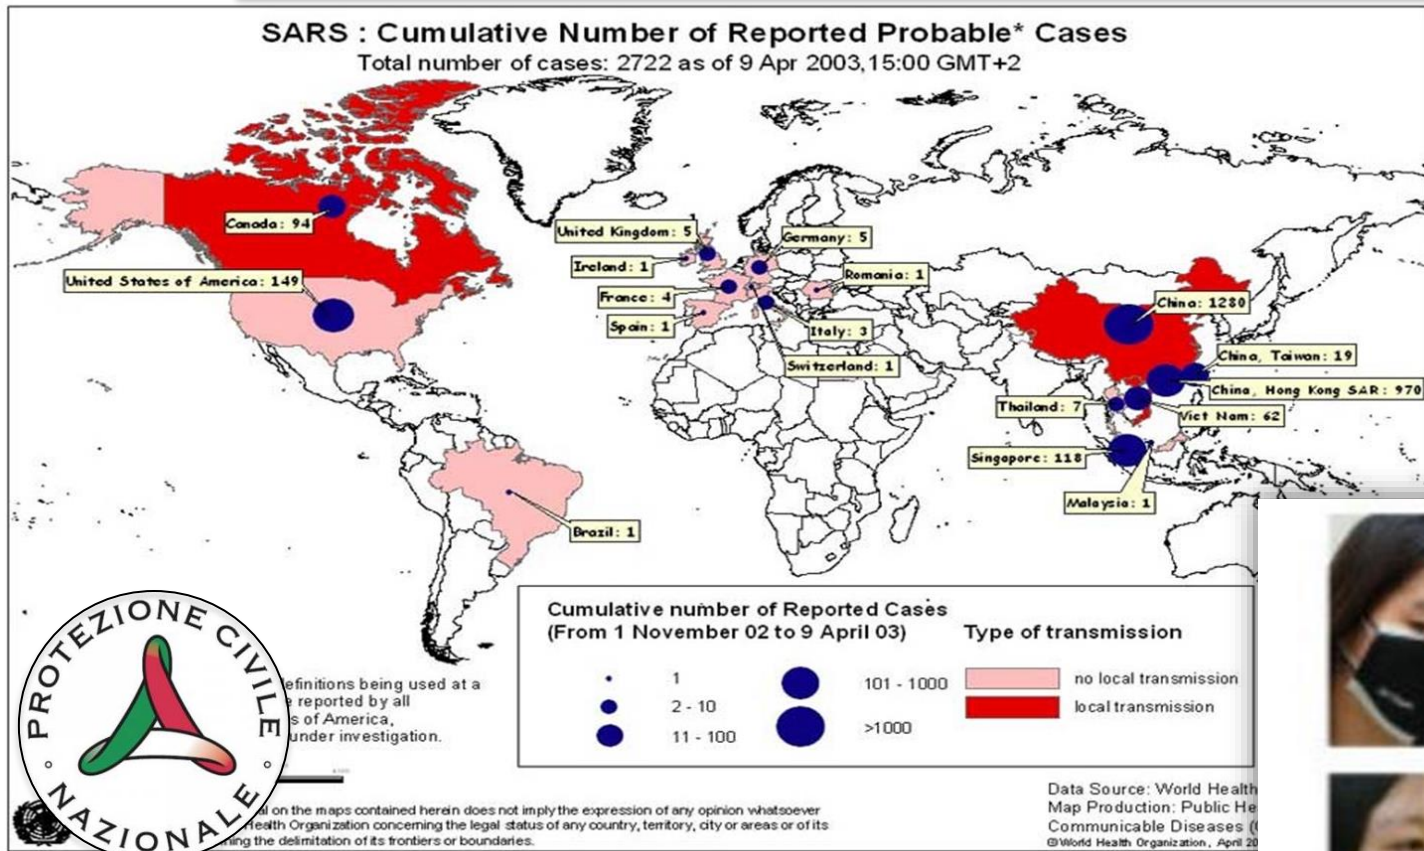 SARS : Cumulative Number of Reported Probable* Cases
Total number of cases: 2722 as of 9 Apr 2003,15:00 GMT+2
Canada: 94
United States of America: 149
United Kingdom: 5
Ireland: 1
France: 4
Spain: 1
Germany: 5
Romania: 1
Italy: 3
Switzerland: 1
China: 1280
China, Taiwan: 19
China, Hong Kong SAR: 970
Thailand: 7
Viet Nam: 62
Singapore: 118
Malaysia: 1
Brazil: 1
Cumulative number of Reported Cases
(From 1 November 02 to 9 April 03)
Type of transmission
1
2 - 10
11 - 100
101 - 1000
>1000
no local transmission
local transmission
PROTEZIONE CIVILE
NAZIONALE
definitions being used at a
reported by all
s of America,
under investigation.
on the maps contained herein does not imply the expression of any opinion whatsoever
Health Organization concerning the legal status of any country, territory, city or areas or of its
the delimitation of its frontiers or boundaries.
Data Source: World Health
Map Production: Public He
Communicable Diseases (
©World Health Organization, April 20